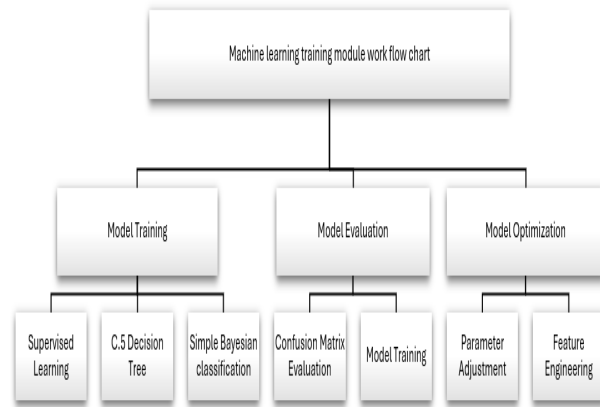 Machine learning training module work flow chart
Model Training
Model Evaluation
Model Optimization
Supervised
Learning
C.5 Decision
Tree
Simple Bayesian
classification
Confusion Matrix
Evaluation
Model Training
Parameter
Adjustment
Feature
Engineering